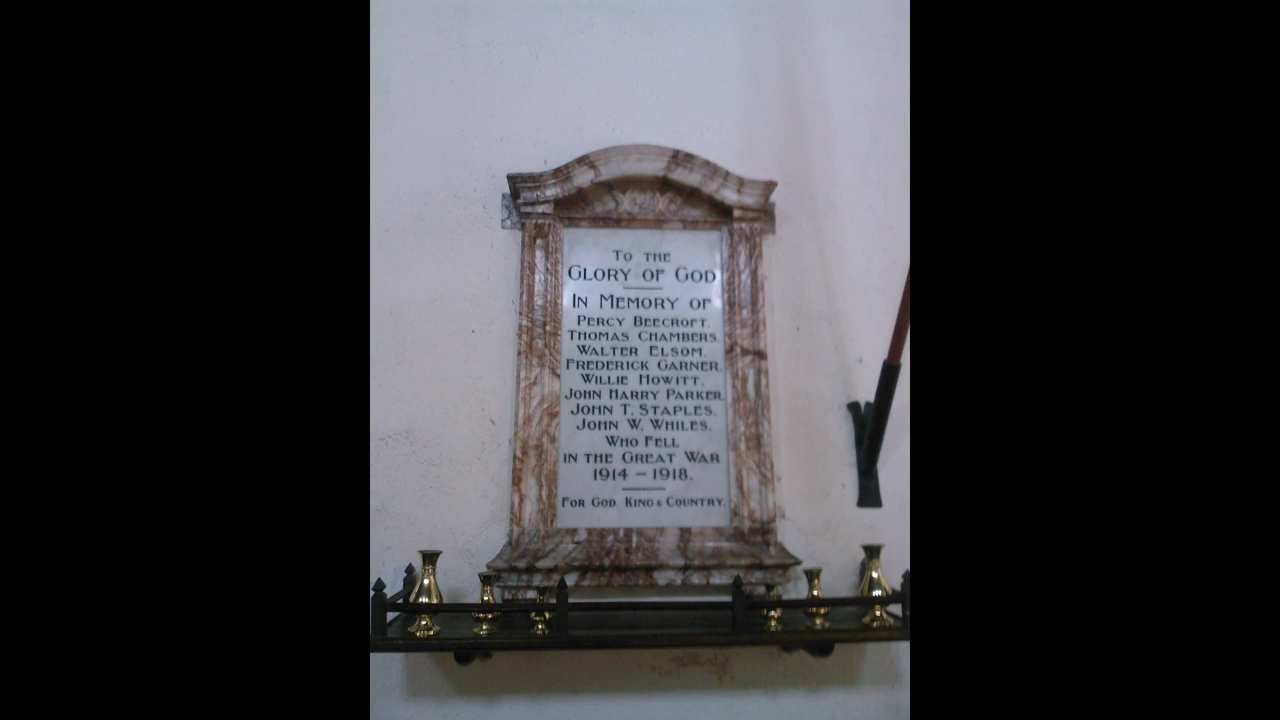 To the
Glory of God
In Memory of
Percy Beecroft.
Thomas Chambers.
Walter Elsom.
Frederick Garner.
Willie Howitt.
John Harry Parker.
John T. Staples.
John W. Whiles.
Who Fell
in the Great War
1914 – 1918.
For God King & Country.